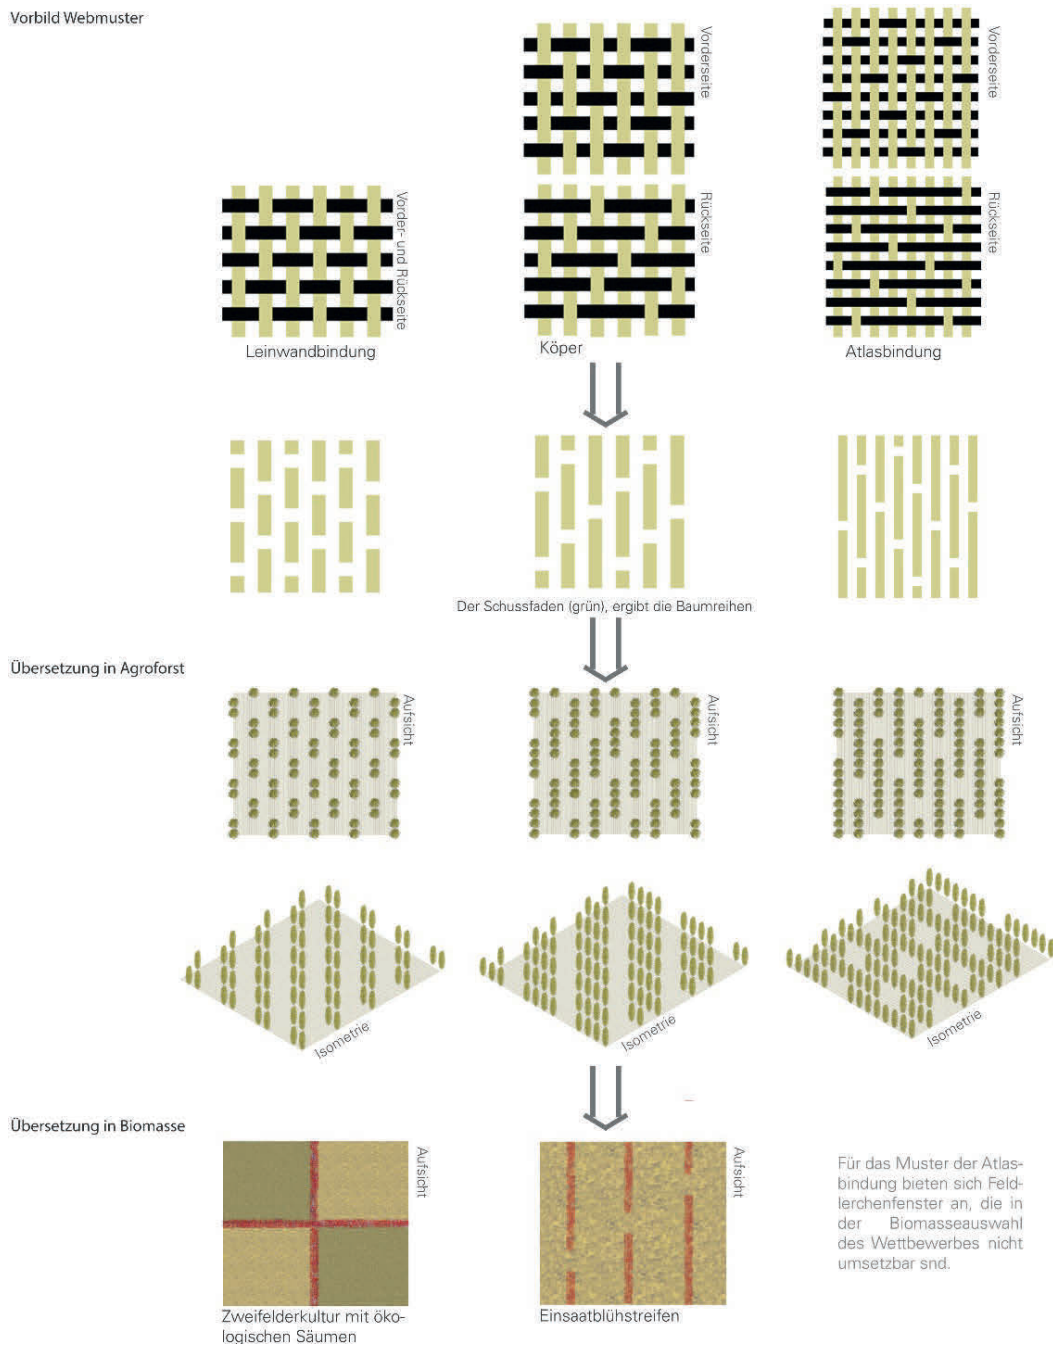 Vorbild Webmuster
Vorderseite
Vorderseite
Vorder- und Rückseite
Rückseite
Rückseite
Leinwandbindung
Köper
Atlasbindung
Der Schussfaden (grün), ergibt die Baumreihen
Übersetzung in Agroforst
Aufsicht
Aufsicht
Aufsicht
Isometrie
Isometrie
Isometrie
Übersetzung in Biomasse
Aufsicht
Aufsicht
Zweifelderkultur mit öko-
logischen Säumen
Einsaatblühstreifen
Für das Muster der Atlas-
bindung bieten sich Feld-
lerchenfenster an, die in
der Biomasseauswahl
des Wettbewerbes nicht
umsetzbar snd.